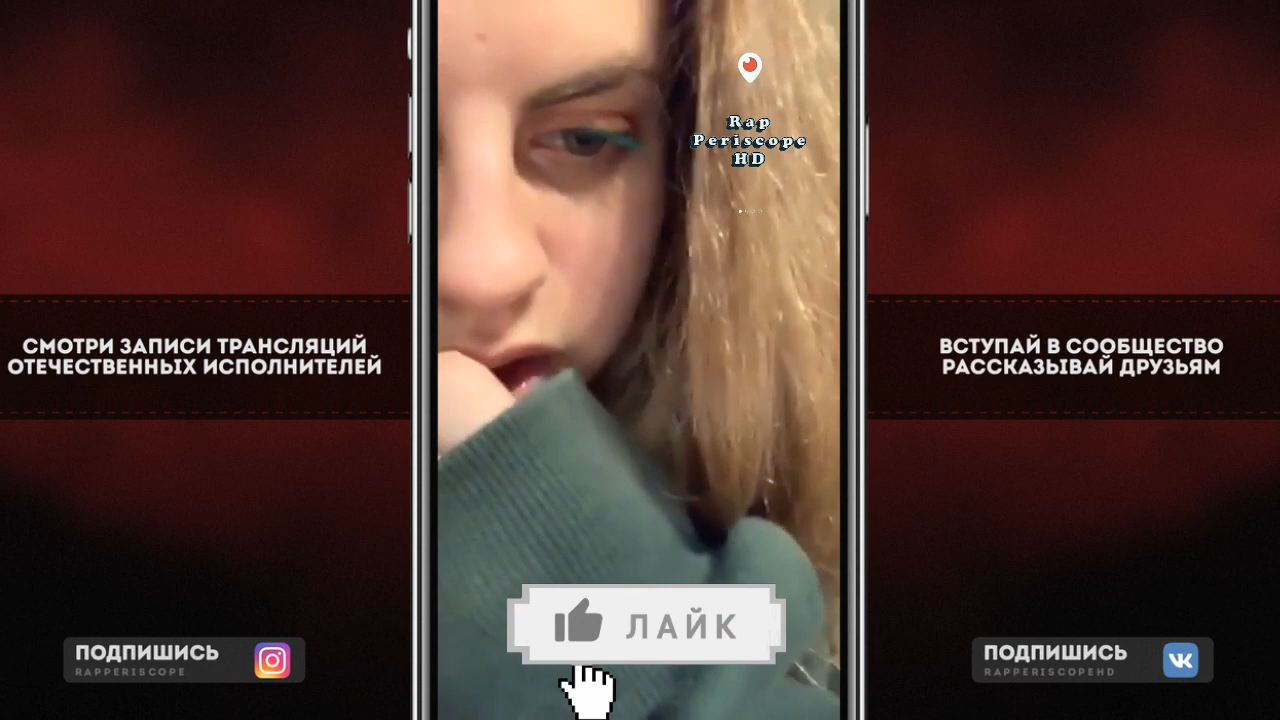 Rap
Periscope
HD
СМОТРИ ЗАПИСИ ТРАНСЛЯЦИЙ
ОТЕЧЕСТВЕННЫХ ИСПОЛНИТЕЛЕЙ
ВСТУПАЙ В СООБЩЕСТВО
РАССКАЗЫВАЙ ДРУЗЬЯМ
ЛАЙК
ПОДПИШИСЬ
RAPPERISCOPE
ПОДПИШИСЬ
RAPPERISCOPEHD